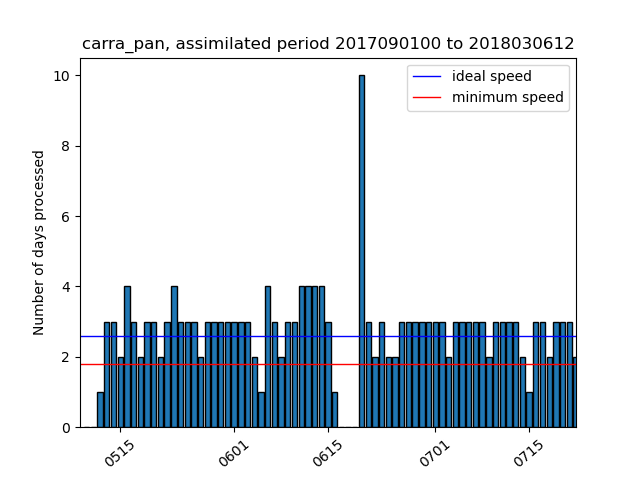 carra_pan, assimilated period 2017090100 to 2018030612
ideal speed
minimum speed
Number of days processed
10
8
6
4
2
0
0515
0601
0615
0701
0715